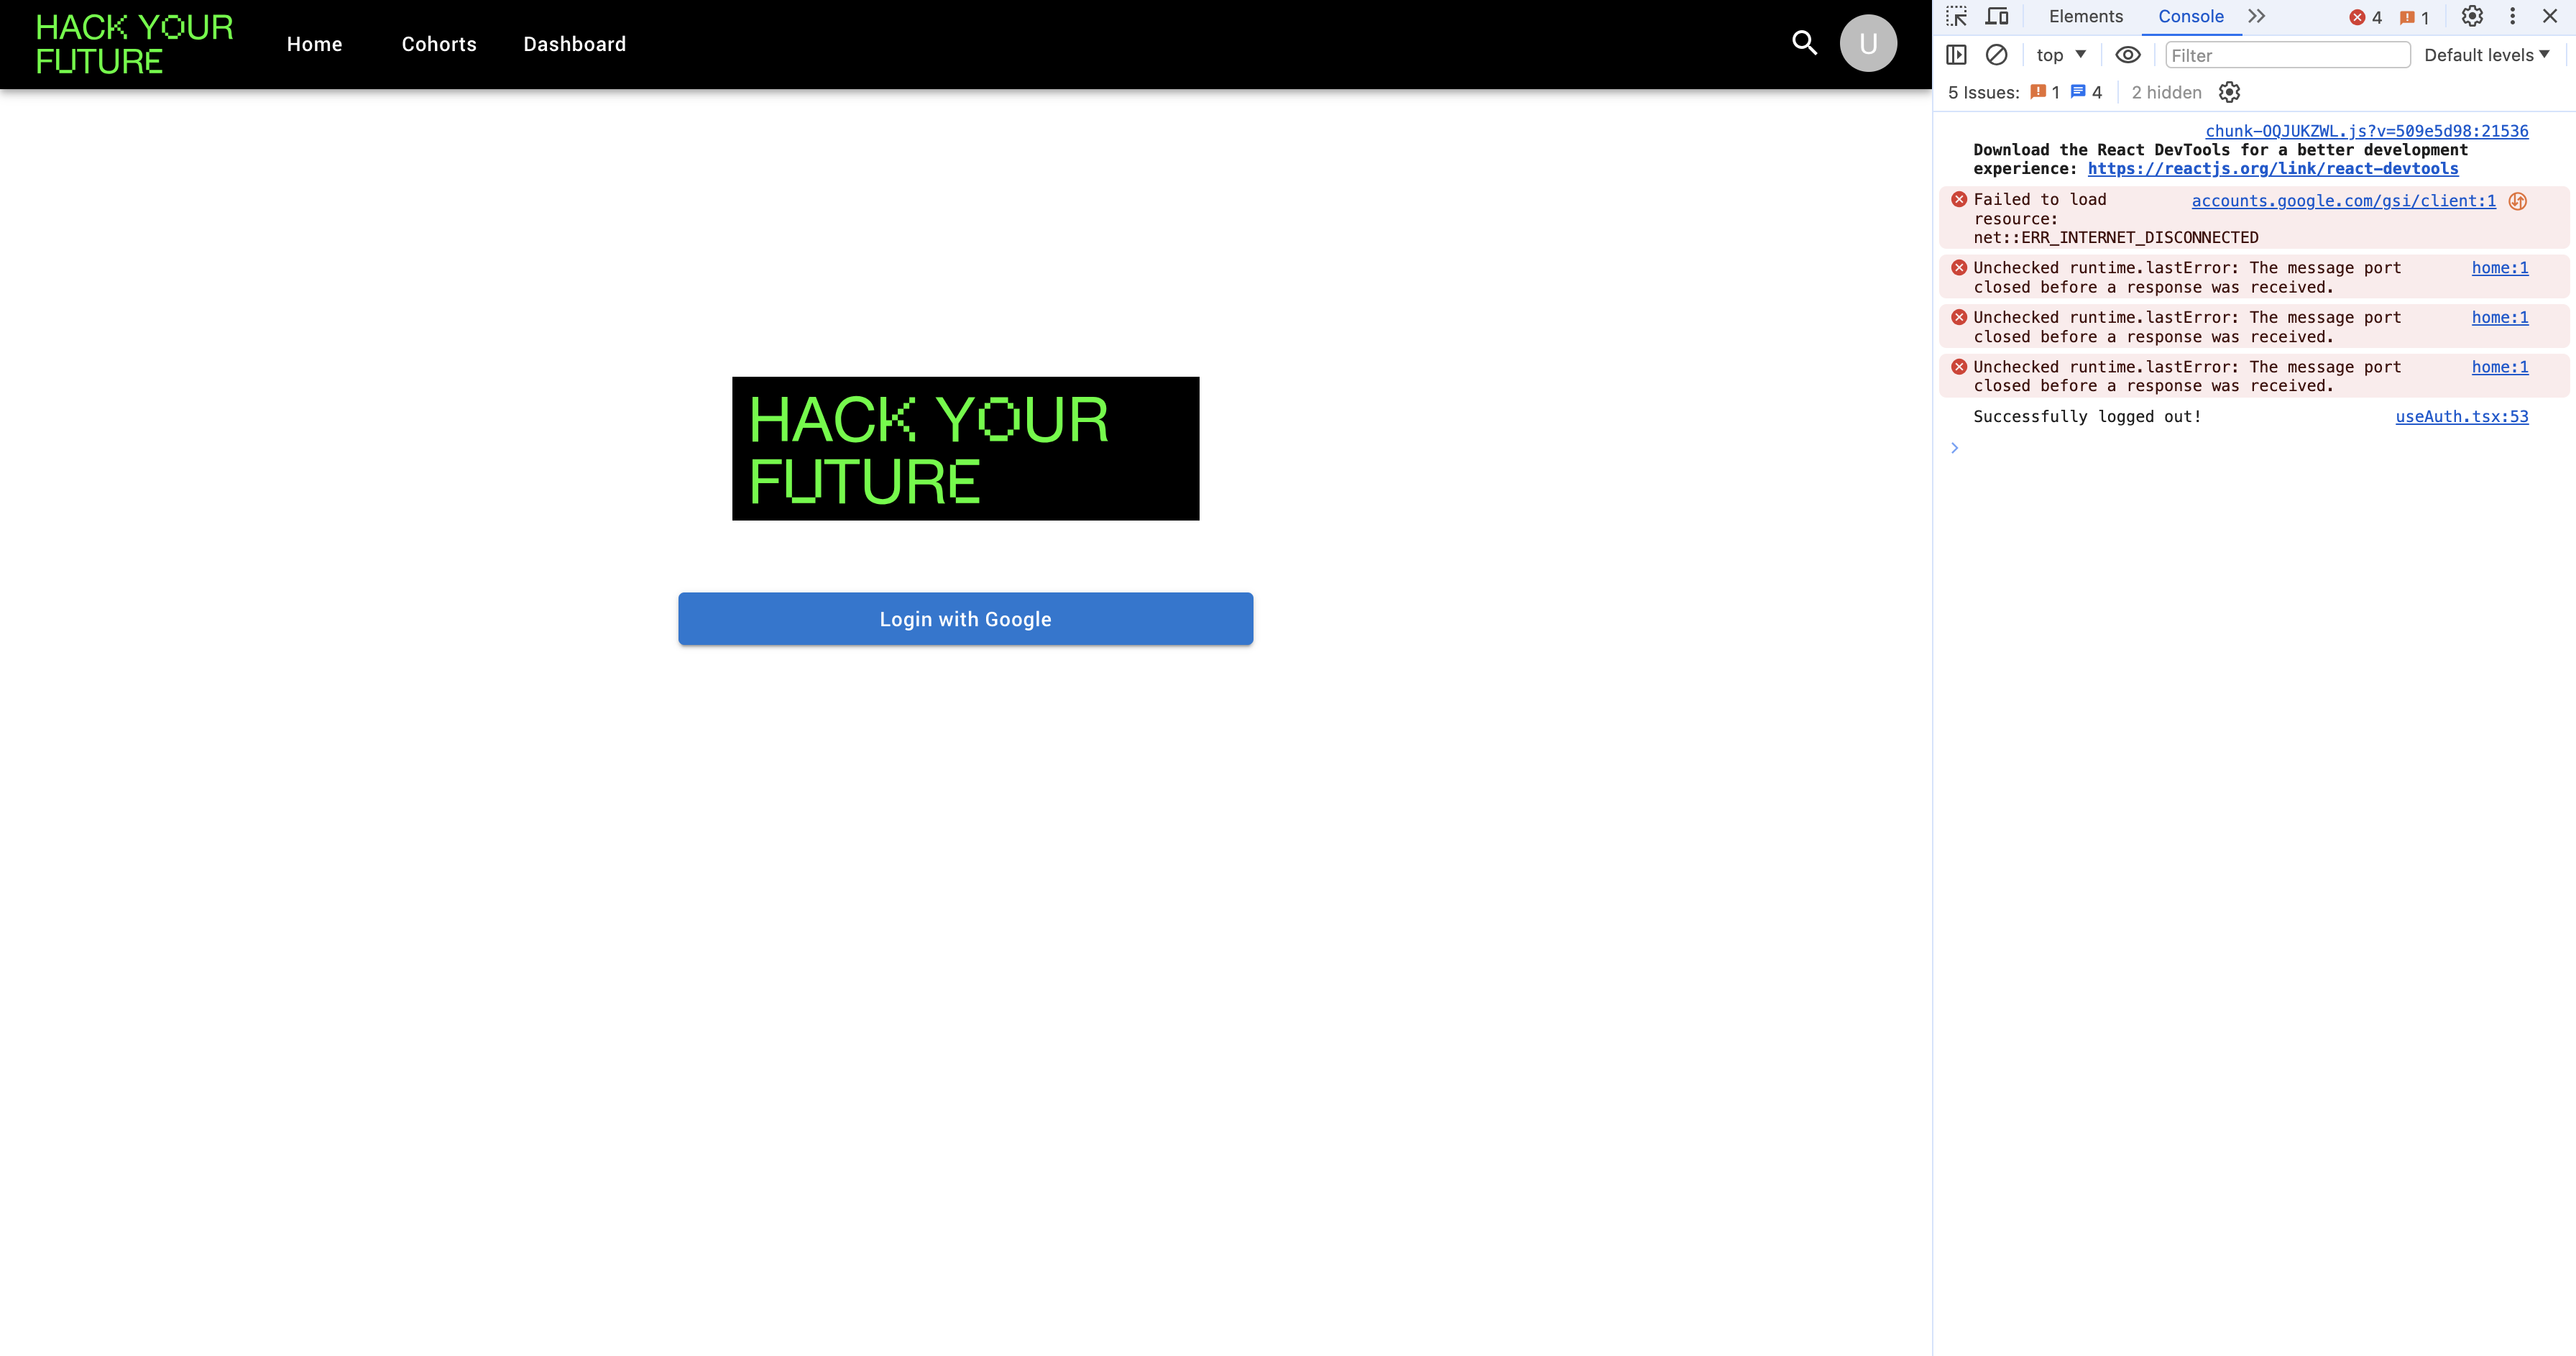 HACK YOUR
FUTURE
Home
Cohorts
Dashboard
U
HACK YOUR
FUTURE
Login with Google
Elements
Console
4
1
top
Filter
Default levels
5 Issues:
1
4
2 hidden
chunk-OQJUKZWL.js?v=509e5d98:21536
Download the React DevTools for a better development
experience: https://reactjs.org/link/react-devtools
Failed to load
accounts.google.com/gsi/client:1
resource:
net::ERR_INTERNET_DISCONNECTED
Unchecked runtime.lastError: The message port
home:1
closed before a response was received.
Unchecked runtime.lastError: The message port
home:1
closed before a response was received.
Unchecked runtime.lastError: The message port
home:1
closed before a response was received.
Successfully logged out!
useAuth.tsx:53